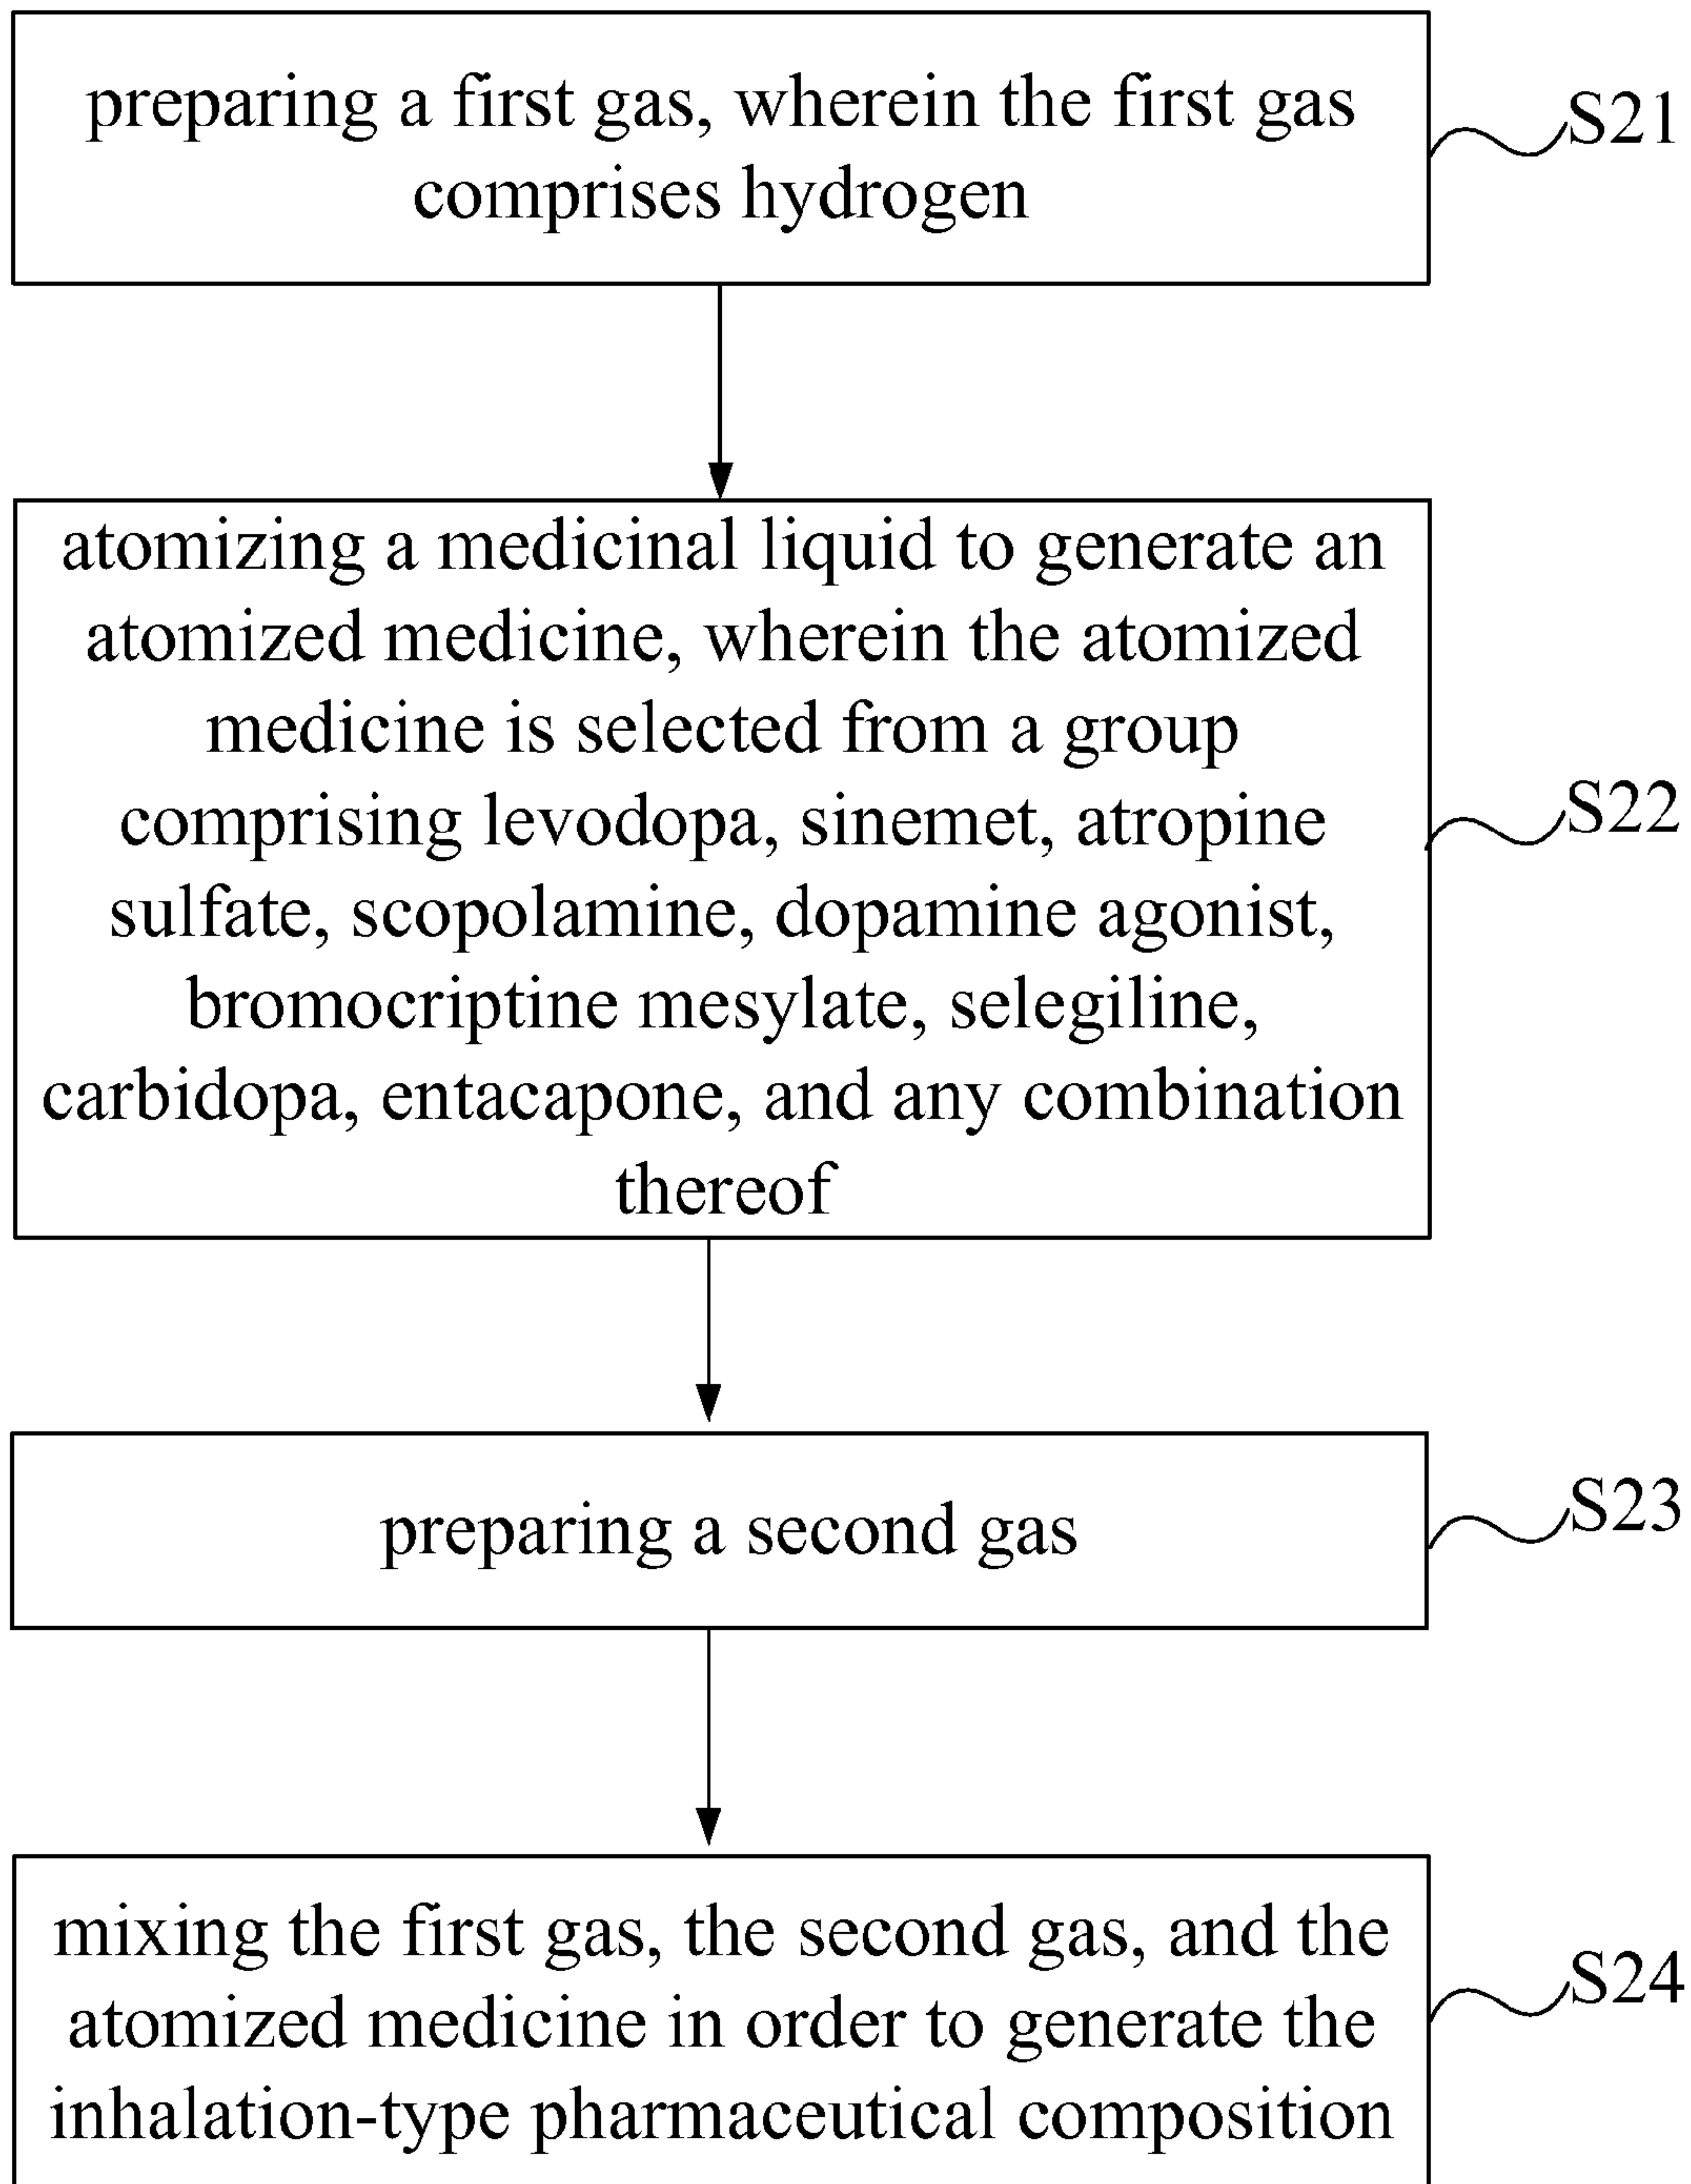 preparing a first gas, wherein the first gas
comprises hydrogen
S21
atomizing a medicinal liquid to generate an
atomized medicine, wherein the atomized
medicine is selected from a group
comprising levodopa, sinemet, atropine
sulfate, scopolamine, dopamine agonist,
bromocriptine mesylate, selegiline,
carbidopa, entacapone, and any combination
thereof
S22
preparing a second gas
S23
mixing the first gas, the second gas, and the
atomized medicine in order to generate the
inhalation-type pharmaceutical composition
S24